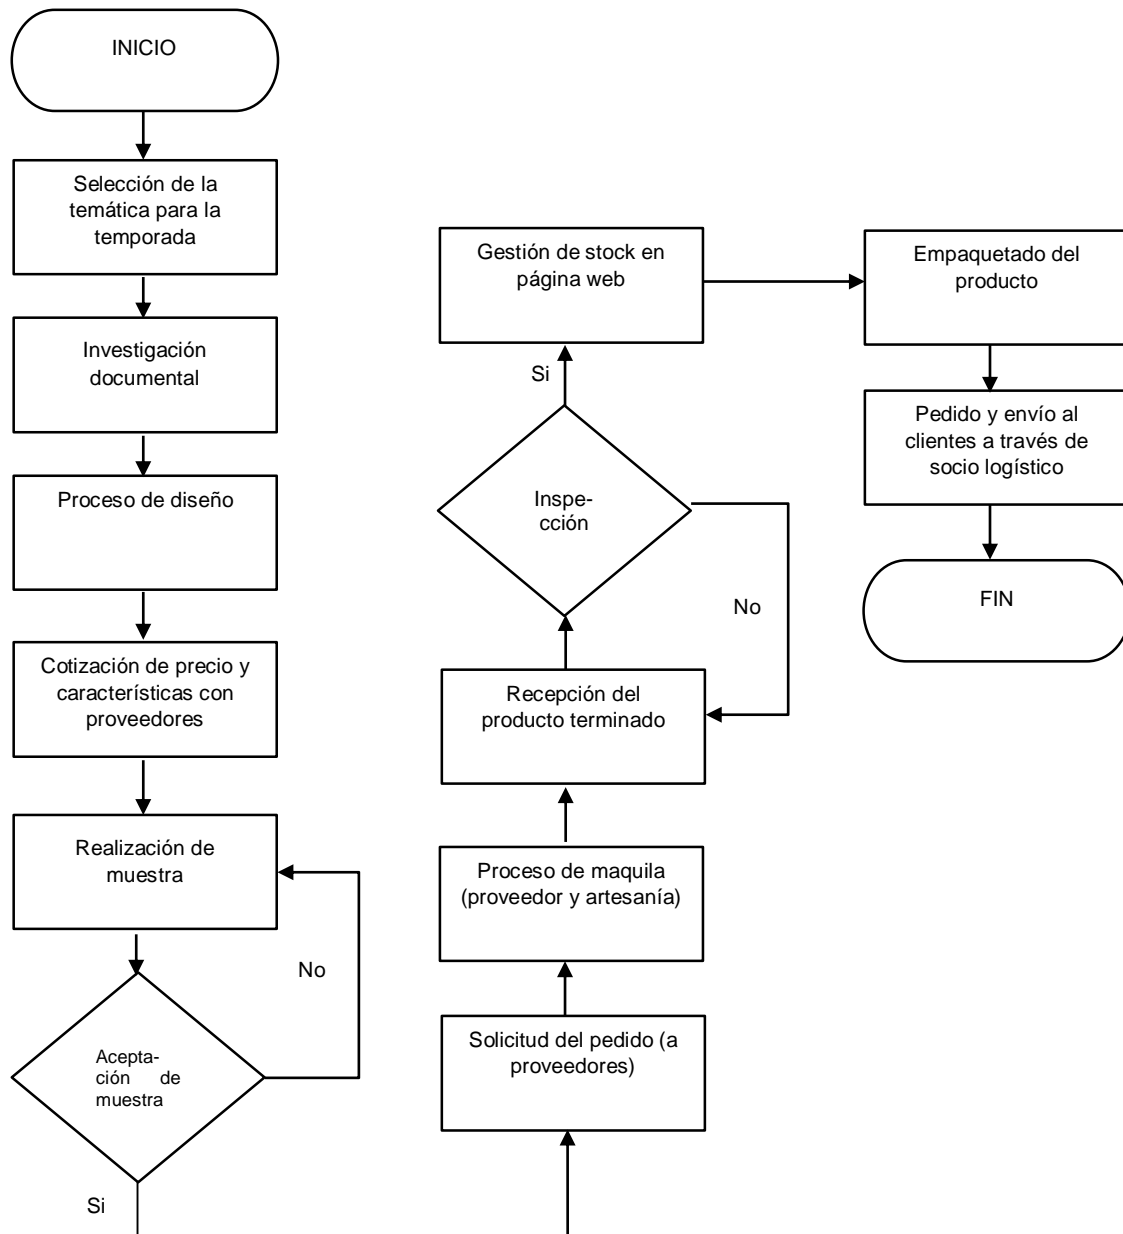 INICIO
Selección de la
temática para la
temporada
Investigación
documental
Proceso de diseño
Cotización de precio y
característícas con
proveedores
Realización de
muestra
No
Acepta-
ción de
muestra
Si
Solicitud del pedido (a
proveedores)
Proceso de maquila
(proveedor y artesanía)
Recepción del
producto terminado
Inspe-
cción
No
Si
Gestión de stock en
página web
Empaquetado del
producto
Pedido y envío al
clientes a través de
socio logístico
FIN